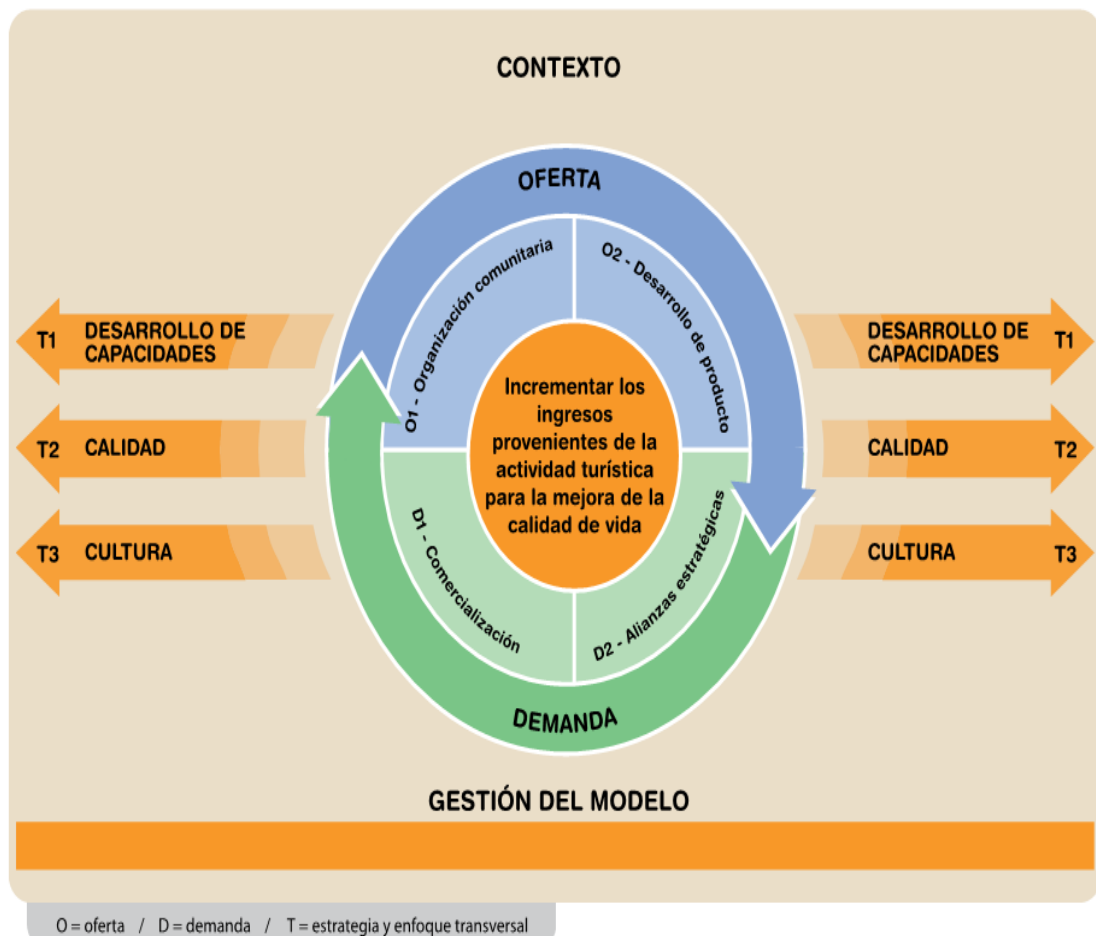 CONTEXTO
OFERTA
O1 - Organización comunitaria
O2 - Desarrollo de producto
T1 DESARROLLO DE
CAPACIDADES
T2 CALIDAD
T3 CULTURA
Incrementar los
ingresos
provenientes de la
actividad turística
para la mejora de la
calidad de vida
DESARROLLO DE T1
CAPACIDADES
CALIDAD T2
CULTURA T3
D1 - Comercialización
D2 - Alianzas estratégicas
DEMANDA
GESTIÓN DEL MODELO
O = oferta / D = demanda / T = estrategia y enfoque transversal